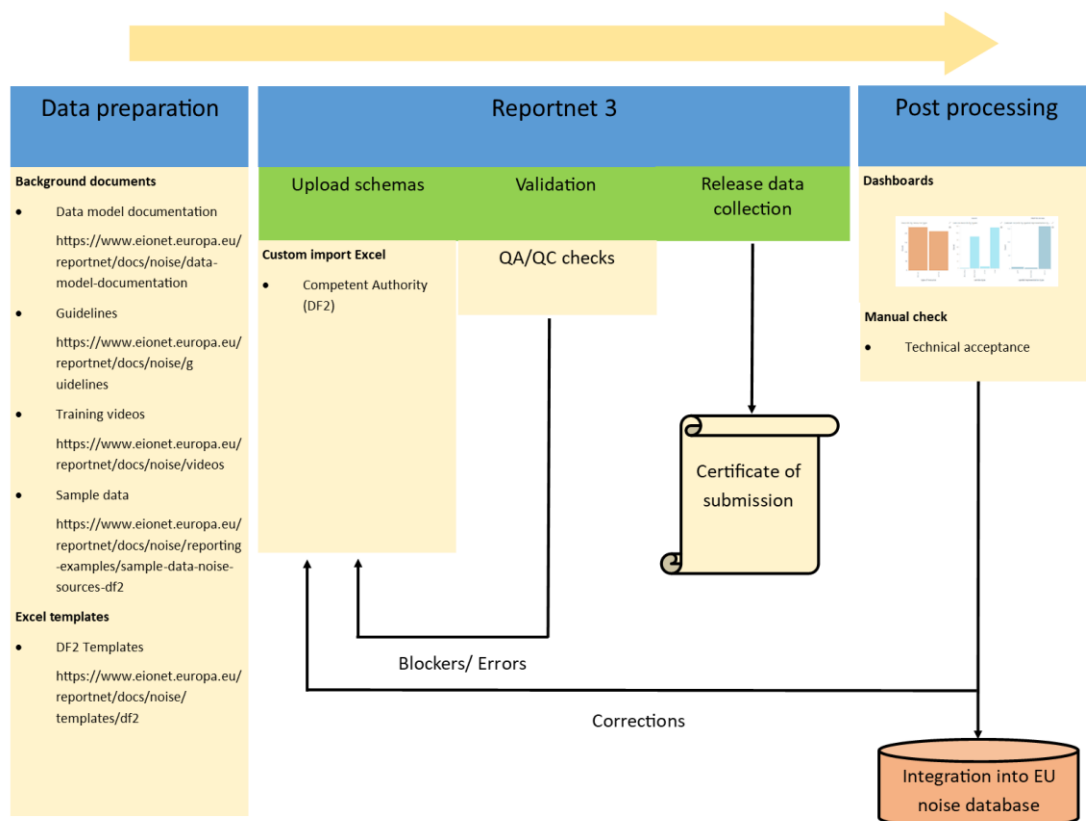 Data preparation
Reportnet 3
Post processing
Background documents
• Data model documentation
https://www.eionet.europa.eu/
reportnet/docs/noise/data-
model-documentation
• Guidelines
https://www.eionet.europa.eu/
reportnet/docs/noise/g
uidelines
• Training videos
https://www.eionet.europa.eu/
reportnet/docs/noise/videos
• Sample data
https://www.eionet.europa.eu/
reportnet/docs/noise/reporting
-examples/sample-data-noise-
sources-df2
Excel templates
• DF2 Templates
https://www.eionet.europa.eu/
reportnet/docs/noise/
templates/df2
Upload schemas
Validation
Release data
collection
Custom import Excel
• Competent Authority
(DF2)
QA/QC checks
Certificate of
submission
Blockers/ Errors
Corrections
Dashboards
Manual check
• Technical acceptance
Integration into EU
noise database